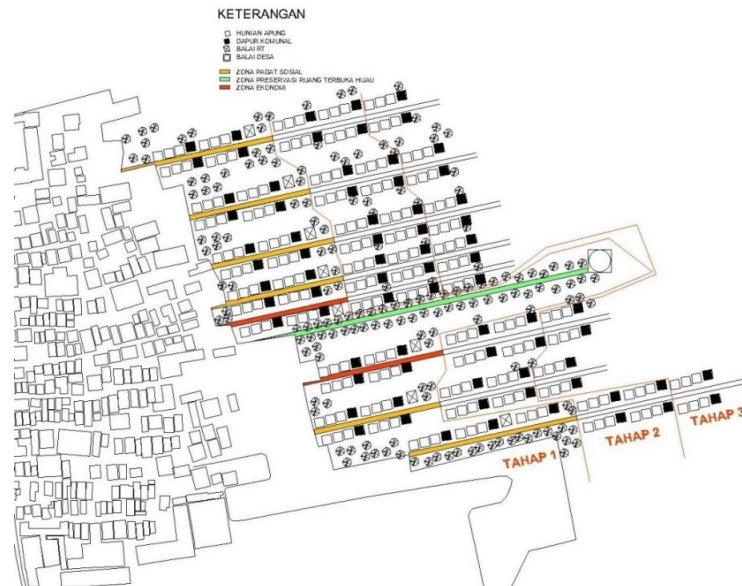 KETERANGAN
HUNIAN APUNG
DAPUR KOMUNAL
BALAI RT
BALAI DESA
ZONA PADAT SOSIAL
ZONA PRESERVASI RUANG TERBUKA HIJAU
ZONA EKONOMI
TAHAP 1
TAHAP 2
TAHAP 3